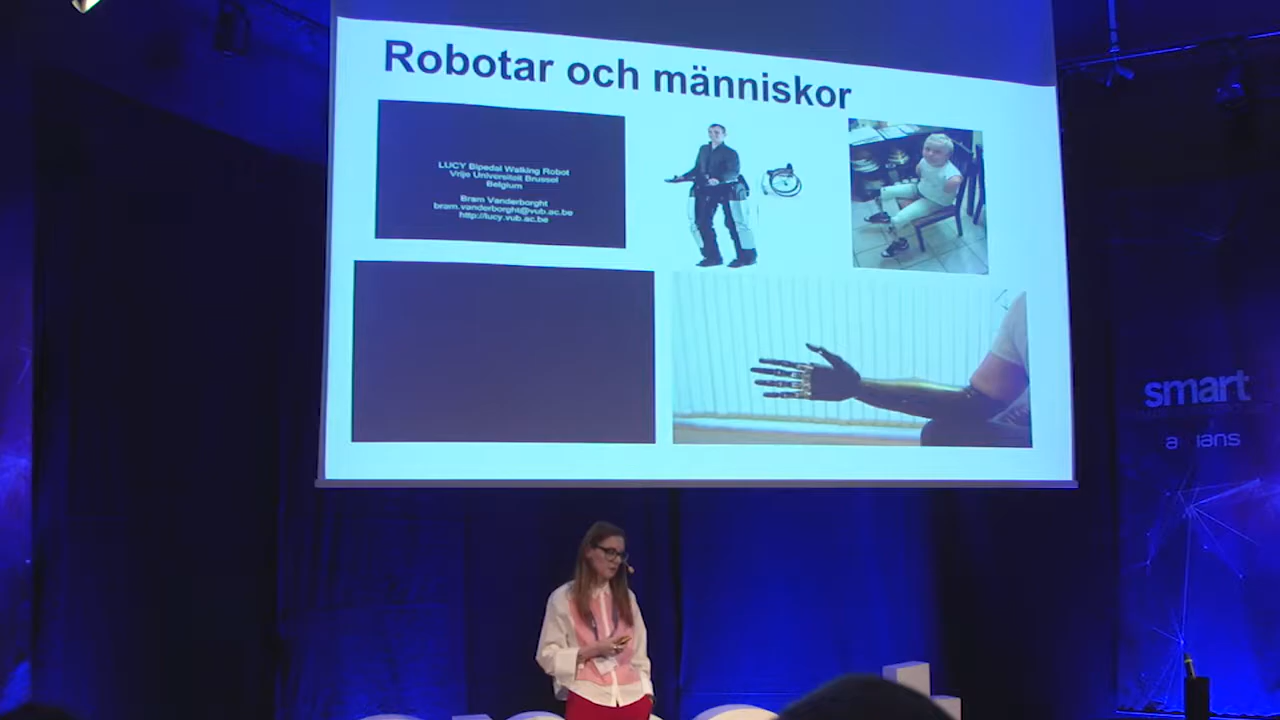 Robotar och människor
LUCY Bipedal Walking Robot
Vrije Universiteit Brussel
Belgium
Bram Vanderborght
bram.vanderborght@vub.ac.be
http://lucy.vub.ac.be
smart